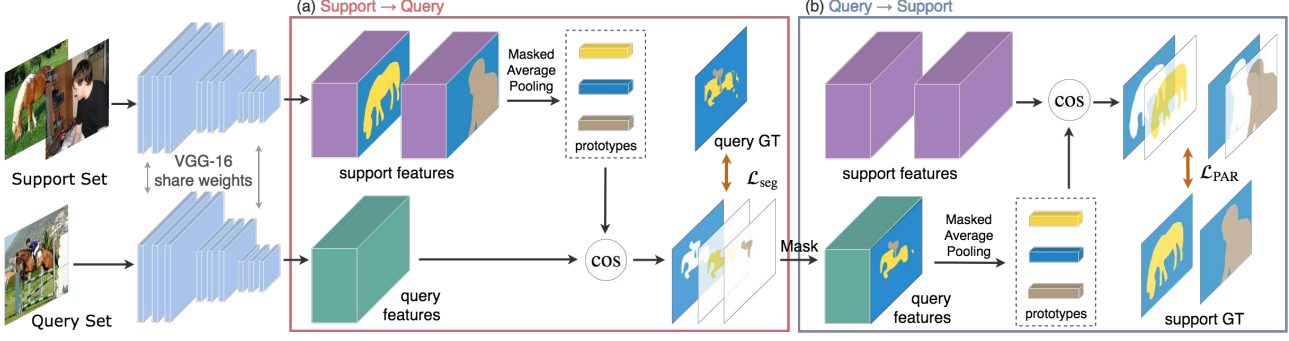 (a) Support → Query
(b) Query → Support
Masked
Average
Pooling
prototypes
support features
query GT
ℒseg
VGG-16
share weights
Support Set
Query Set
query
features
cos
Mask
support features
cos
ℒPAR
Masked
Average
Pooling
prototypes
query
features
support GT